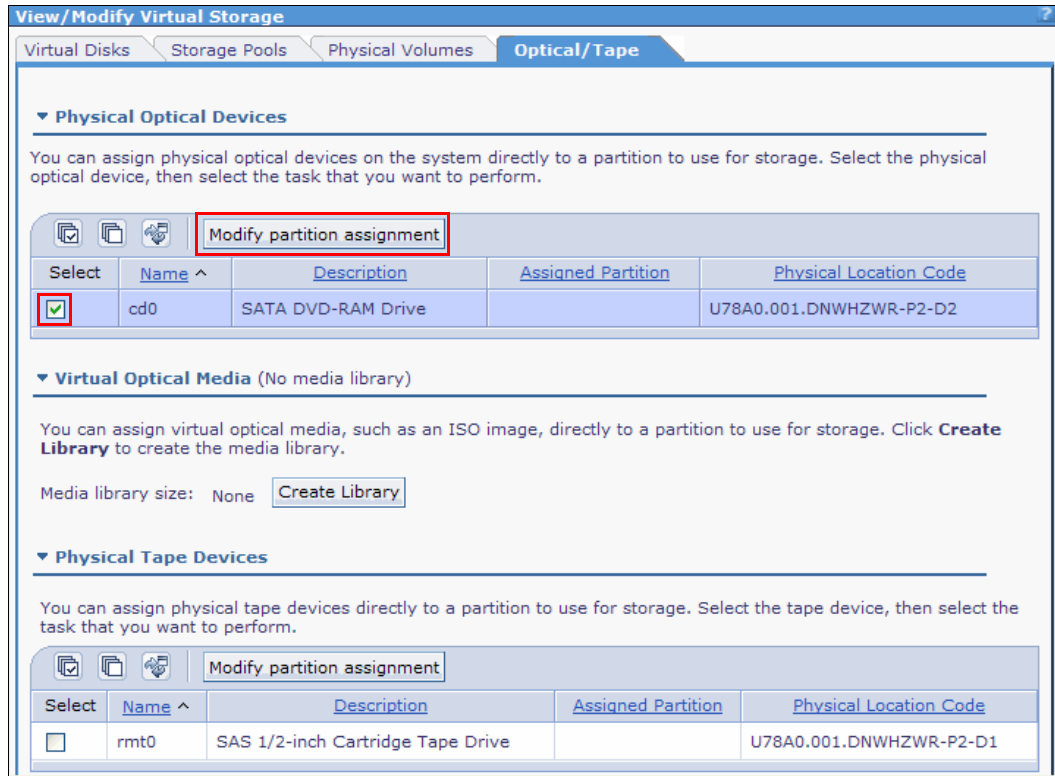 View/Modify Virtual Storage ?
Virtual Disks Storage Pools Physical Volumes Optical/Tape
Physical Optical Devices
You can assign physical optical devices on the system directly to a partition to use for storage. Select the physical
optical device, then select the task that you want to perform.
Modify partition assignment
Select Name ^ Description Assigned Partition Physical Location Code
cd0 SATA DVD-RAM Drive U78A0.001.DNWHZWR-P2-D2
Virtual Optical Media (No media library)
You can assign virtual optical media, such as an ISO image, directly to a partition to use for storage. Click Create
Library to create the media library.
Media library size: None Create Library
Physical Tape Devices
You can assign physical tape devices directly to a partition to use for storage. Select the tape device, then select the
task that you want to perform.
Modify partition assignment
Select Name ^ Description Assigned Partition Physical Location Code
rmt0 SAS 1/2-inch Cartridge Tape Drive U78A0.001.DNWHZWR-P2-D1